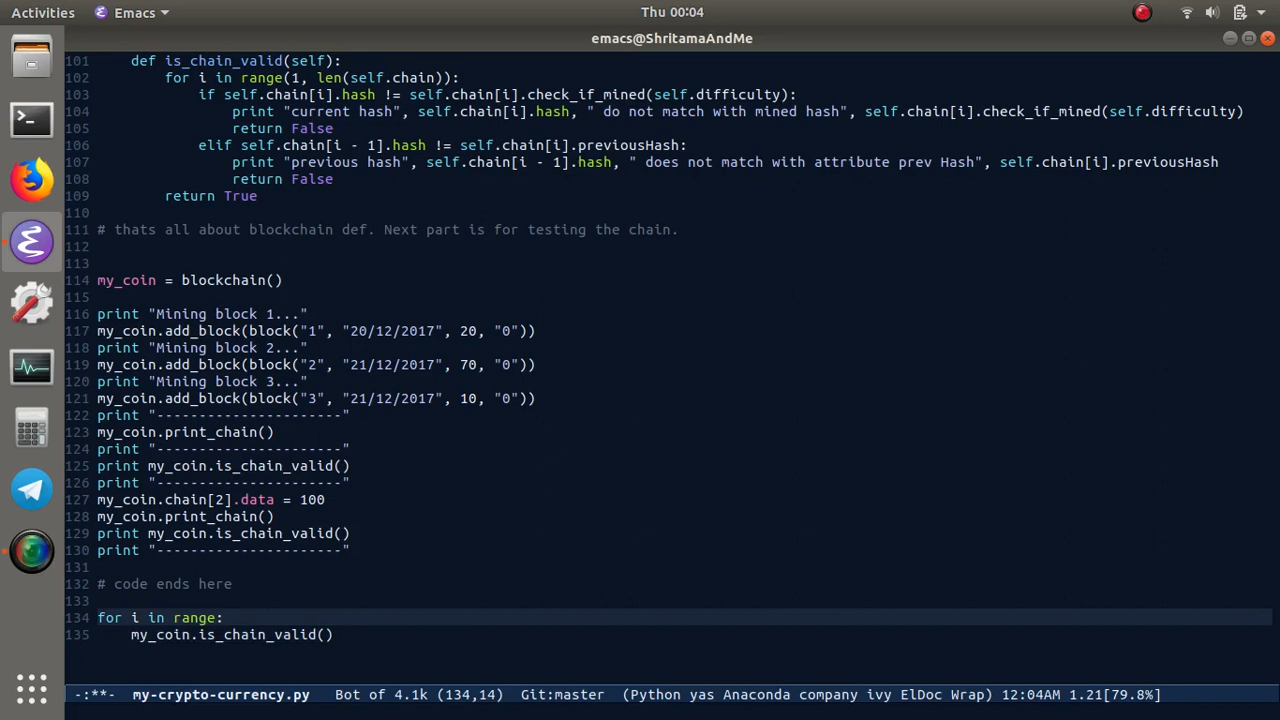 Activities Emacs Thu 00:04
emacs@ShritamaAndMe
101 def is_chain_valid(self):
102 for i in range(1, len(self.chain)):
103 if self.chain[i].hash != self.chain[i].check_if_mined(self.difficulty):
104 print "current hash", self.chain[i].hash, " do not match with mined hash", self.chain[i].check_if_mined(self.difficulty)
105 return False
106 elif self.chain[i - 1].hash != self.chain[i].previousHash:
107 print "previous hash", self.chain[i - 1].hash, " does not match with attribute prev Hash", self.chain[i].previousHash
108 return False
109 return True
110
111 # thats all about blockchain def. Next part is for testing the chain.
112
113
114 my_coin = blockchain()
115
116 print "Mining block 1..."
117 my_coin.add_block(block("1", "20/12/2017", 20, "0"))
118 print "Mining block 2..."
119 my_coin.add_block(block("2", "21/12/2017", 70, "0"))
120 print "Mining block 3..."
121 my_coin.add_block(block("3", "21/12/2017", 10, "0"))
122 print "----------------------"
123 my_coin.print_chain()
124 print "----------------------"
125 print my_coin.is_chain_valid()
126 print "----------------------"
127 my_coin.chain[2].data = 100
128 my_coin.print_chain()
129 print my_coin.is_chain_valid()
130 print "----------------------"
131
132 # code ends here
133
134 for i in range:
135 my_coin.is_chain_valid()
-:**- my-crypto-currency.py Bot of 4.1k (134,14) Git:master (Python yas Anaconda company ivy ElDoc Wrap) 12:04AM 1.21[79.8%]